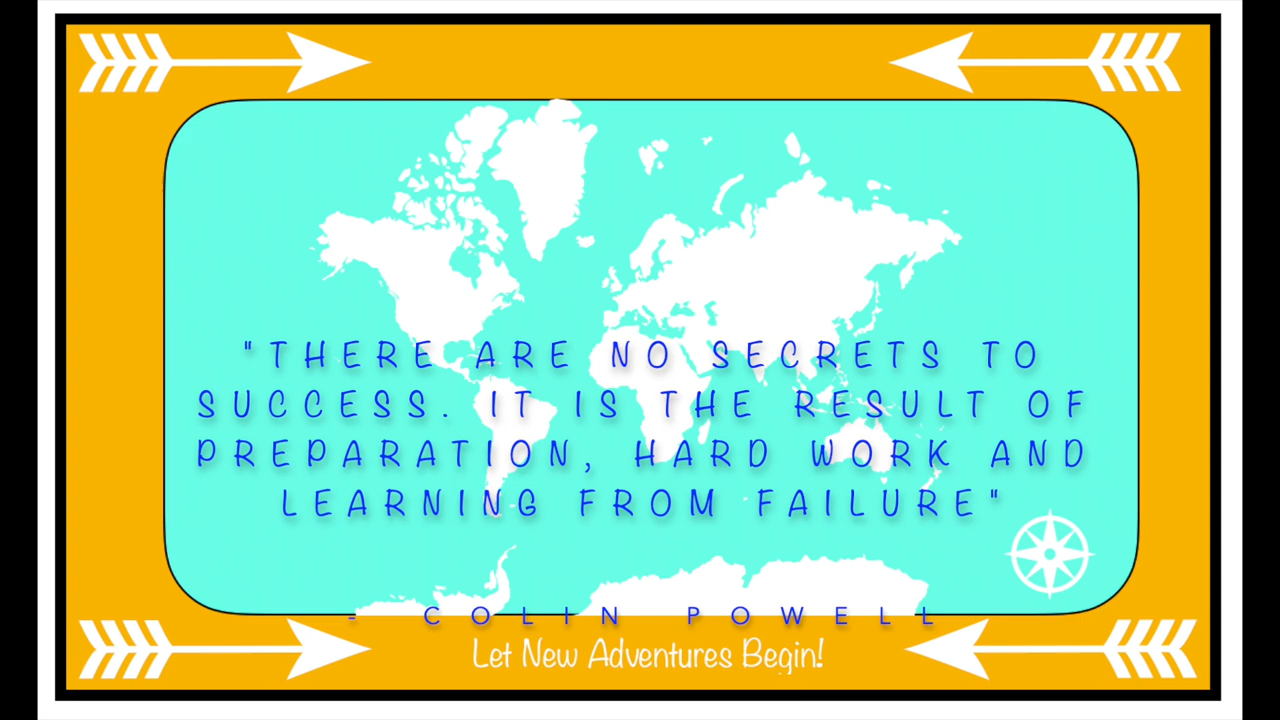 "THERE ARE NO SECRETS TO
SUCCESS. IT IS THE RESULT OF
PREPARATION, HARD WORK AND
LEARNING FROM FAILURE"
- COLIN POWELL
Let New Adventures Begin!